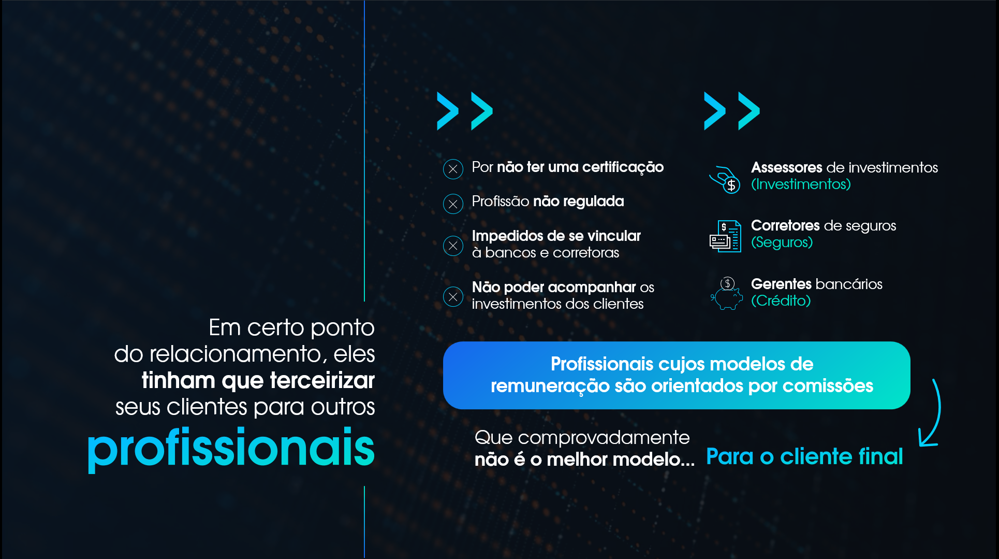 Em certo ponto
do relacionamento, eles
tinham que terceirizar
seus clientes para outros
profissionais
Por não ter uma certificação
Profissão não regulada
Impedidos de se vincular
à bancos e corretoras
Não poder acompanhar os
investimentos dos clientes
Assessores de investimentos
(Investimentos)
Corretores de seguros
(Seguros)
Gerentes bancários
(Crédito)
Profissionais cujos modelos de
remuneração são orientados por comissões
Que comprovadamente
não é o melhor modelo...
Para o cliente final